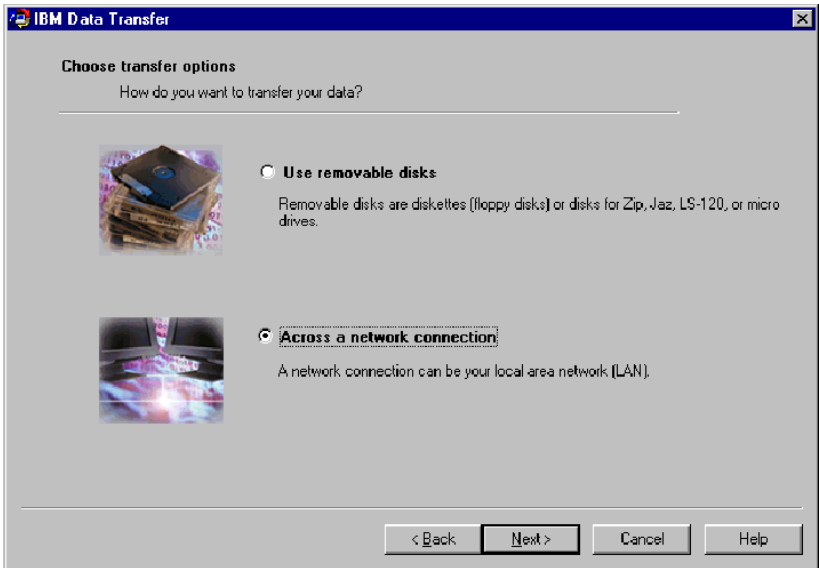 IBM Data Transfer
Choose transfer options
How do you want to transfer your data?
Use removable disks
Removable disks are diskettes (floppy disks) or disks for Zip, Jaz, LS-120, or micro
drives.
Across a network connection
A network connection can be your local area network (LAN).
< Back
Next >
Cancel
Help